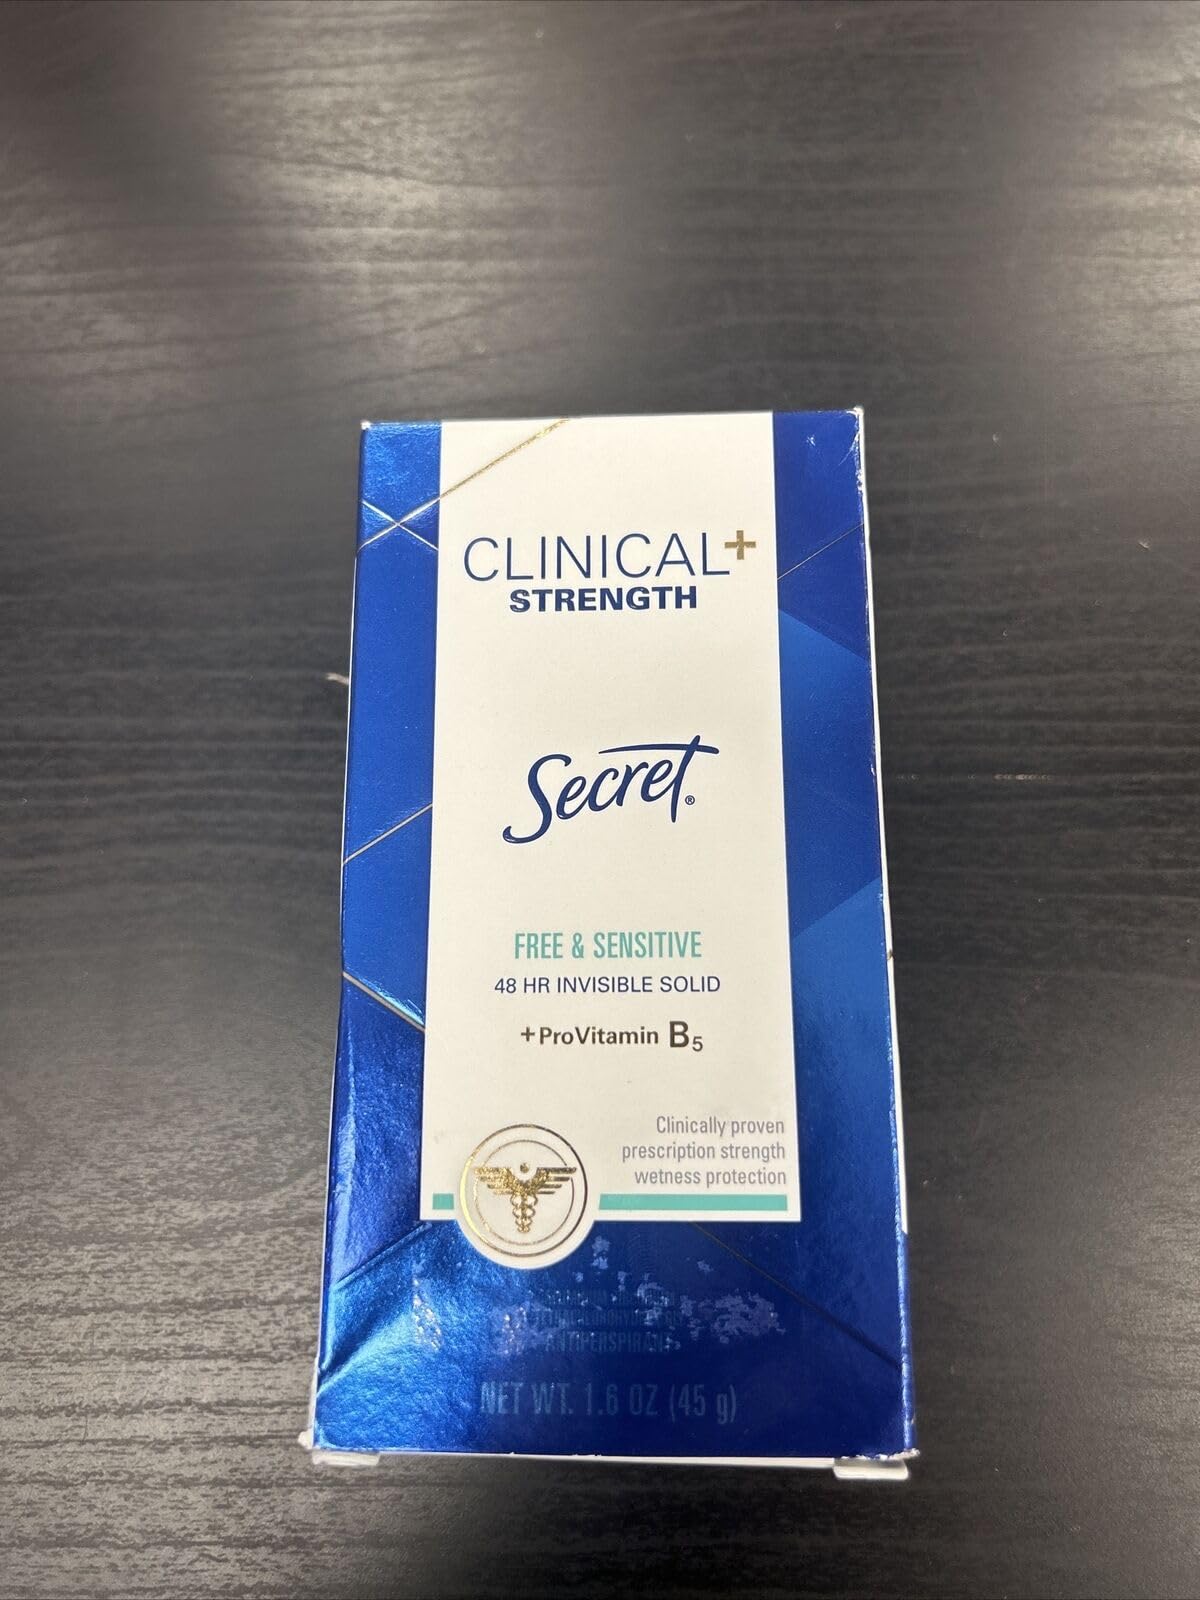 CLINICAL+
STRENGTH
Secret®
FREE & SENSITIVE
48 HR INVISIBLE SOLID
+ProVitamin B5
Clinically proven
prescription strength
wetness protection
ANTIPERSPIRANT
NET WT. 1.6 OZ (45 g)